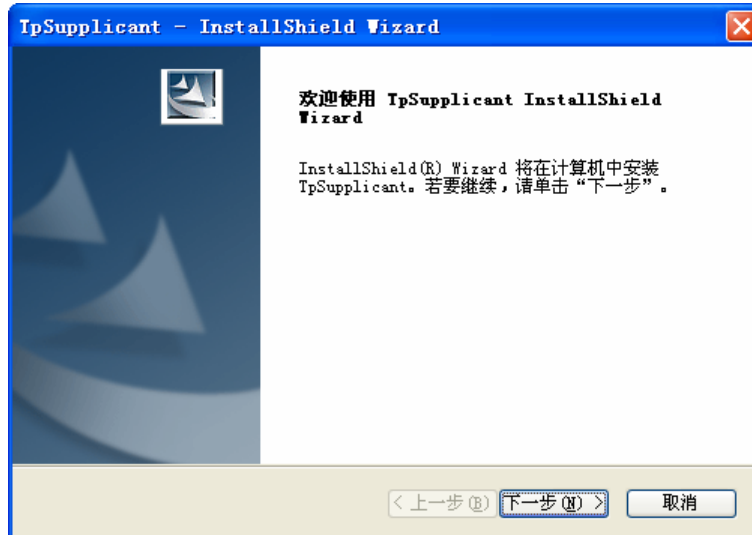 TpSupplicant - InstallShield Wizard
欢迎使用 TpSupplicant InstallShield
Wizard
InstallShield(R) Wizard 将在计算机中安装
TpSupplicant。若要继续，请单击“下一步”。
< 上一步(B) 下一步(N) > 取消